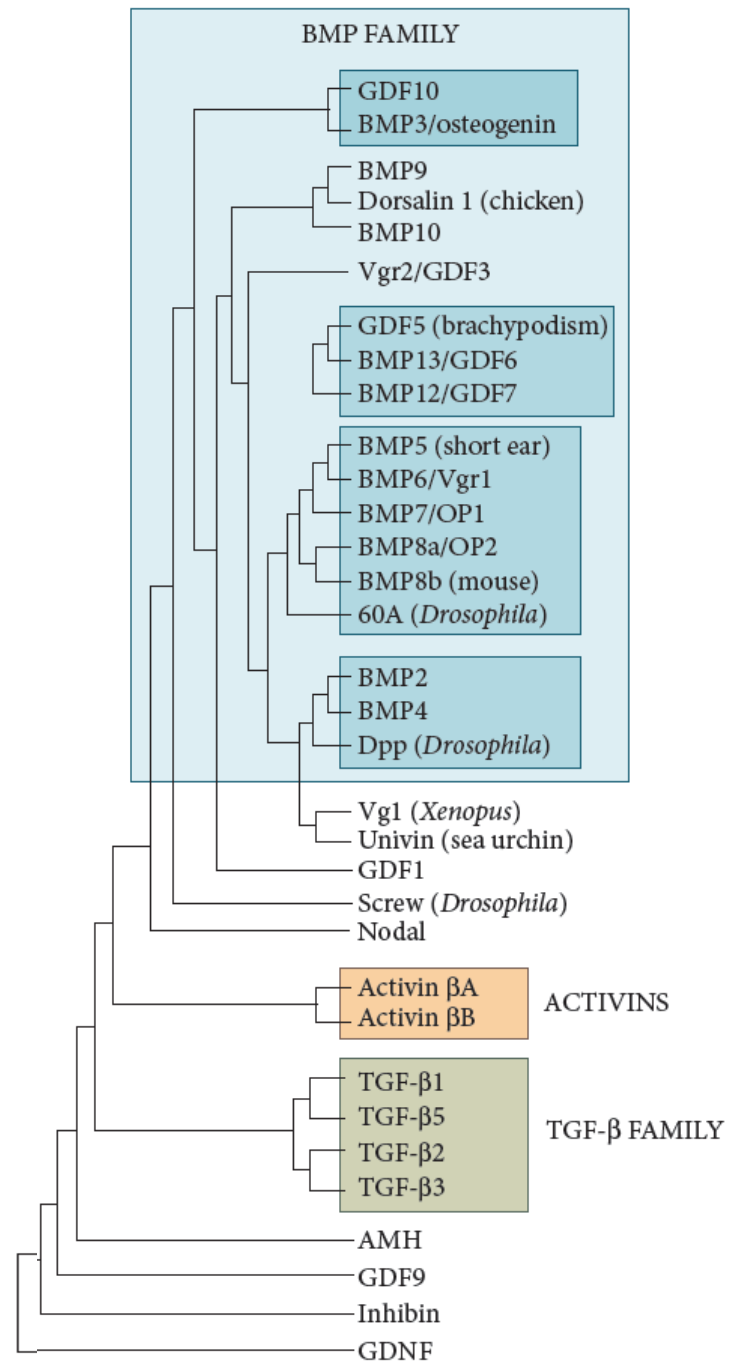 BMP FAMILY
GDF10
BMP3/osteogenin
BMP9
Dorsalin 1 (chicken)
BMP10
Vgr2/GDF3
GDF5 (brachypodism)
BMP13/GDF6
BMP12/GDF7
BMP5 (short ear)
BMP6/Vgr1
BMP7/OP1
BMP8a/OP2
BMP8b (mouse)
60A (Drosophila)
BMP2
BMP4
Dpp (Drosophila)
Vg1 (Xenopus)
Univin (sea urchin)
GDF1
Screw (Drosophila)
Nodal
Activin βA
Activin βB
ACTIVINS
TGF-β1
TGF-β5
TGF-β2
TGF-β3
TGF-β FAMILY
AMH
GDF9
Inhibin
GDNF